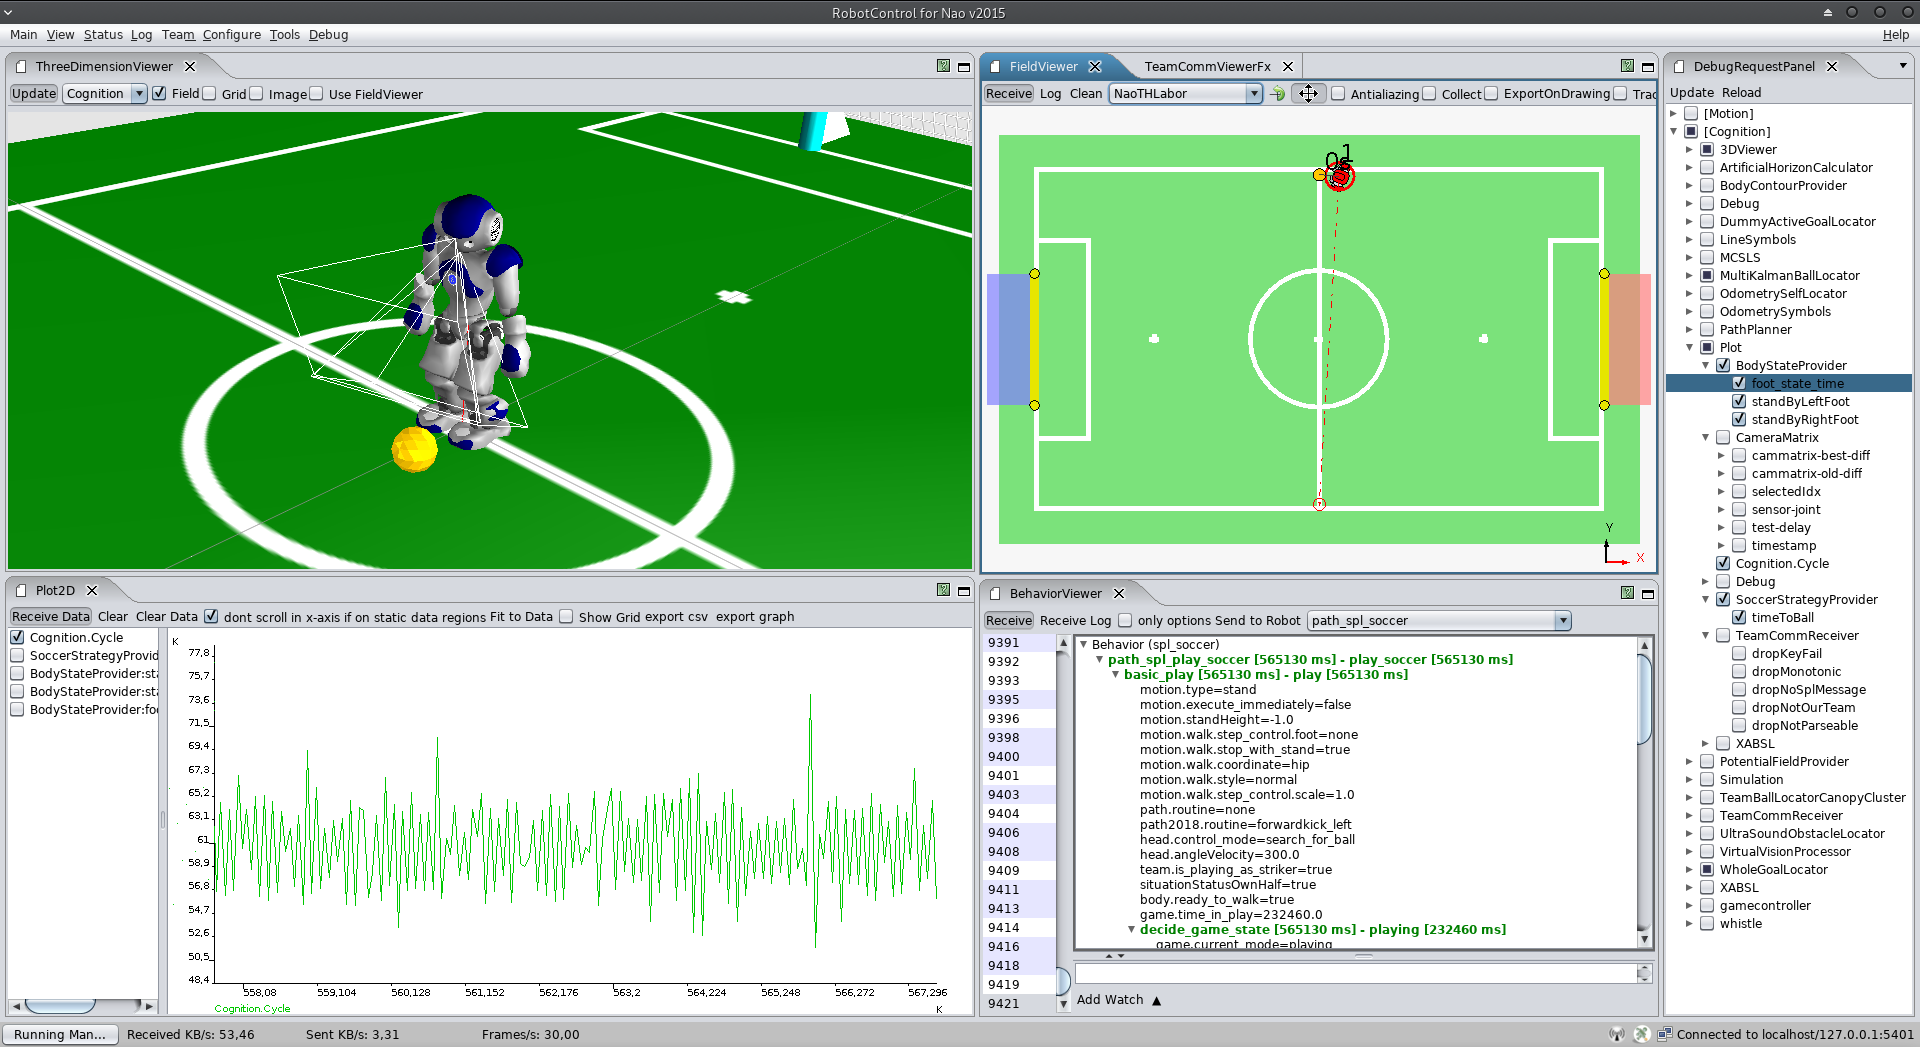 RobotControl for Nao v2015
Main View Status Log Team Configure Tools Debug Help
ThreeDimensionViewer
Update Cognition Field Grid Image Use FieldViewer
FieldViewer TeamCommViewerFx
Receive Log Clean NaoTHLabor Antializing Collect ExportOnDrawing Trac
0 1
Y
X
DebugRequestPanel
Update Reload
[Motion]
[Cognition]
3DViewer
ArtificialHorizonCalculator
BodyContourProvider
Debug
DummyActiveGoalLocator
LineSymbols
MCSLS
MultiKalmanBallLocator
OdometrySelfLocator
OdometrySymbols
PathPlanner
Plot
BodyStateProvider
foot_state_time
standByLeftFoot
standByRightFoot
CameraMatrix
cammatrix-best-diff
cammatrix-old-diff
selectedIdx
sensor-joint
test-delay
timestamp
Cognition.Cycle
Debug
SoccerStrategyProvider
timeToBall
TeamCommReceiver
dropKeyFail
dropMonotonic
dropNoSplMessage
dropNotOurTeam
dropNotParseable
XABSL
PotentialFieldProvider
Simulation
TeamBallLocatorCanopyCluster
TeamCommReceiver
UltraSoundObstacleLocator
VirtualVisionProcessor
WholeGoalLocator
XABSL
gamecontroller
whistle
Plot2D
Receive Data Clear Clear Data dont scroll in x-axis if on static data regions Fit to Data Show Grid export csv export graph
Cognition.Cycle
SoccerStrategyProvid
BodyStateProvider:sta
BodyStateProvider:sta
BodyStateProvider:foo
K
77,8
75,7
73,6
71,5
69,4
67,3
65,2
63,1
61
58,9
56,8
54,7
52,6
50,5
48,4
558,08 559,104 560,128 561,152 562,176 563,2 564,224 565,248 566,272 567,296
Cognition.Cycle
K
BehaviorViewer
Receive Receive Log only options Send to Robot path_spl_soccer
9391
9392
9393
9395
9396
9398
9400
9401
9403
9404
9406
9408
9409
9411
9413
9414
9416
9418
9419
9421
Behavior (spl_soccer)
path_spl_play_soccer [565130 ms] - play_soccer [565130 ms]
basic_play [565130 ms] - play [565130 ms]
motion.type=stand
motion.execute_immediately=false
motion.standHeight=-1.0
motion.walk.step_control.foot=none
motion.walk.stop_with_stand=true
motion.walk.coordinate=hip
motion.walk.style=normal
motion.walk.step_control.scale=1.0
path.routine=none
path2018.routine=forwardkick_left
head.control_mode=search_for_ball
head.angleVelocity=300.0
team.is_playing_as_striker=true
situationStatusOwnHalf=true
body.ready_to_walk=true
game.time_in_play=232460.0
decide_game_state [565130 ms] - playing [232460 ms]
game.current_mode=playing
Add Watch
Running Man... Received KB/s: 53,46 Sent KB/s: 3,31 Frames/s: 30,00 Connected to localhost/127.0.0.1:5401